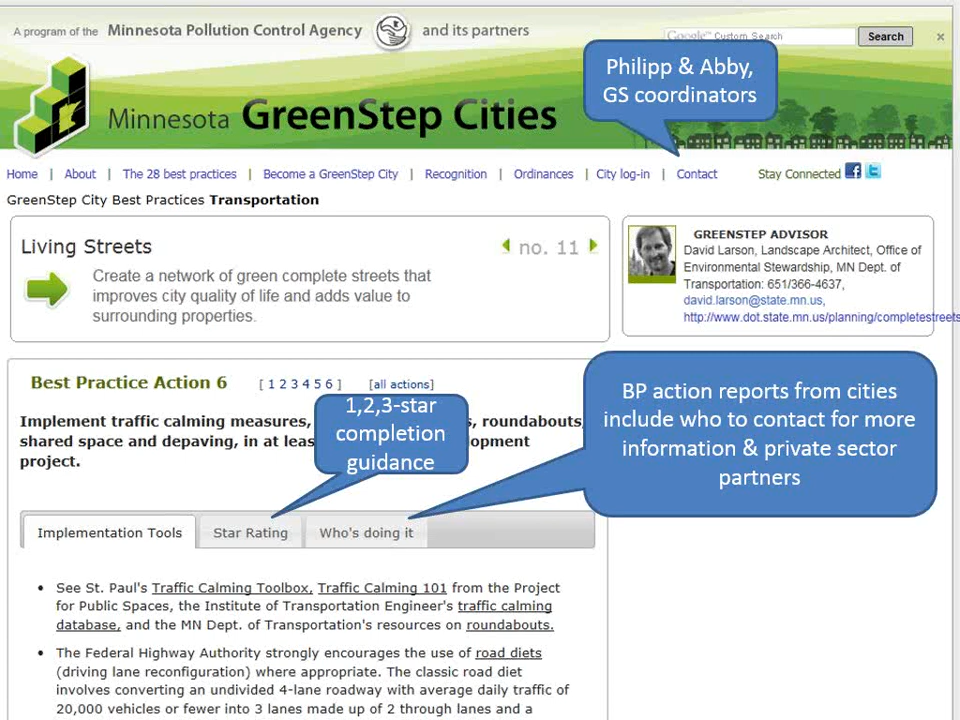 A program of the Minnesota Pollution Control Agency and its partners
Google™ Custom Search
Search
×
Philipp & Abby,
GS coordinators
Minnesota GreenStep Cities
Home | About | The 28 best practices | Become a GreenStep City | Recognition | Ordinances | City log-in | Contact
Stay Connected f t
GreenStep City Best Practices Transportation
Living Streets
no. 11
Create a network of green complete streets that
improves city quality of life and adds value to
surrounding properties.
GREENSTEP ADVISOR
David Larson, Landscape Architect, Office of
Environmental Stewardship, MN Dept. of
Transportation: 651/366-4637,
david.larson@state.mn.us,
http://www.dot.state.mn.us/planning/completestreets
Best Practice Action 6 [ 1 2 3 4 5 6 ] [all actions]
Implement traffic calming measures, s, roundabouts,
shared space and depaving, in at leas opment
project.
1,2,3-star
completion
guidance
BP action reports from cities
include who to contact for more
information & private sector
partners
Implementation Tools
Star Rating
Who's doing it
• See St. Paul's Traffic Calming Toolbox, Traffic Calming 101 from the Project
for Public Spaces, the Institute of Transportation Engineer's traffic calming
database, and the MN Dept. of Transportation's resources on roundabouts.
• The Federal Highway Authority strongly encourages the use of road diets
(driving lane reconfiguration) where appropriate. The classic road diet
involves converting an undivided 4-lane roadway with average daily traffic of
20,000 vehicles or fewer into 3 lanes made up of 2 through lanes and a